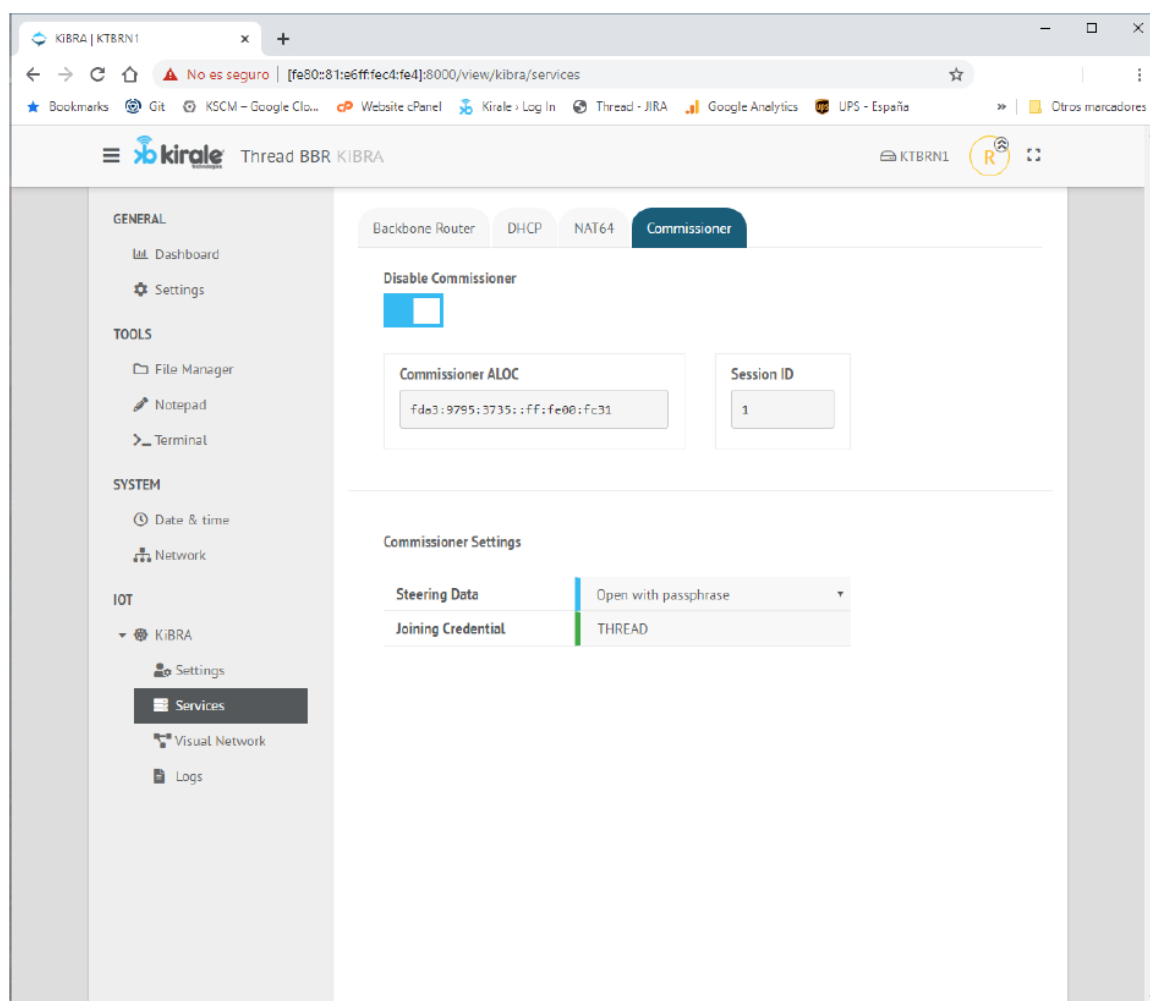 KiBRA | KTBRN1
No es seguro | [fe80::81:e6ff:fec4:fe4]:8000/view/kibra/services
Bookmarks Git KSCM – Google Clo... cP Website cPanel Kirale › Log In Thread - JIRA Google Analytics UPS - España » Otros marcadores
kirale technologies Thread BBR KIBRA KTBRN1 R
GENERAL
Dashboard
Settings
TOOLS
File Manager
Notepad
Terminal
SYSTEM
Date & time
Network
IOT
KiBRA
Settings
Services
Visual Network
Logs
Backbone Router DHCP NAT64 Commissioner
Disable Commissioner
Commissioner ALOC Session ID
fda3:9795:3735::ff:fe00:fc31 1
Commissioner Settings
Steering Data Open with passphrase
Joining Credential THREAD